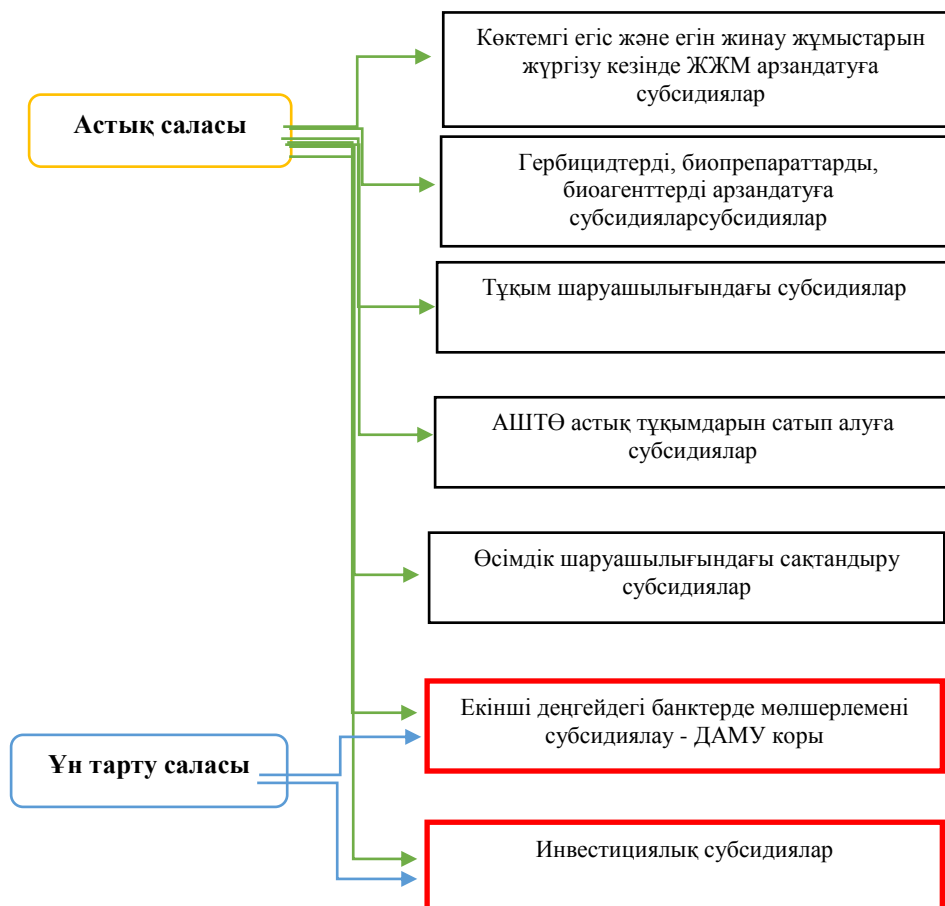 Көктемгі егіс және егін жинау жұмыстарын
жүргізу кезінде ЖЖМ арзандатуға
субсидиялар
Астық саласы
Гербицидтерді, биопрепараттарды,
биоагенттерді арзандатуға
субсидияларсубсидиялар
Тұқым шаруашылығындағы субсидиялар
АШТӨ астық тұқымдарын сатып алуға
субсидиялар
Өсімдік шаруашылығындағы сақтандыру
субсидиялар
Екінші деңгейдегі банктерде мөлшерлемені
субсидиялау - ДАМУ коры
Ұн тарту саласы
Инвестициялық субсидиялар